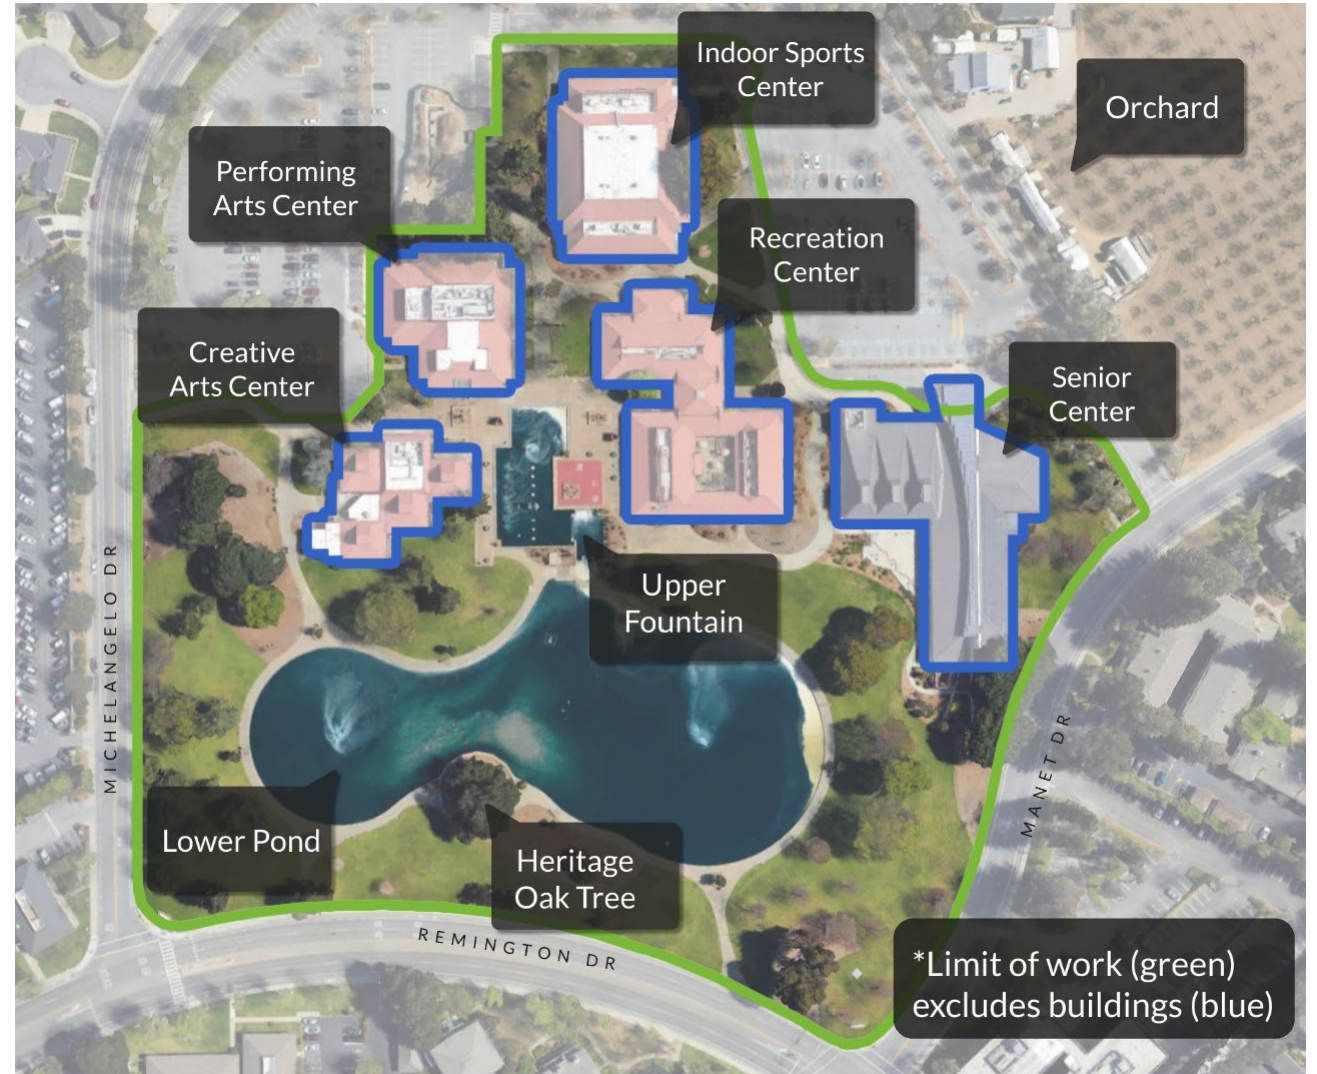 Indoor Sports
Center
Orchard
Performing
Arts Center
Recreation
Center
Creative
Arts Center
Senior
Center
Upper
Fountain
MICHELANGELO DR
MANET DR
Lower Pond
Heritage
Oak Tree
REMINGTON DR
*Limit of work (green)
excludes buildings (blue)